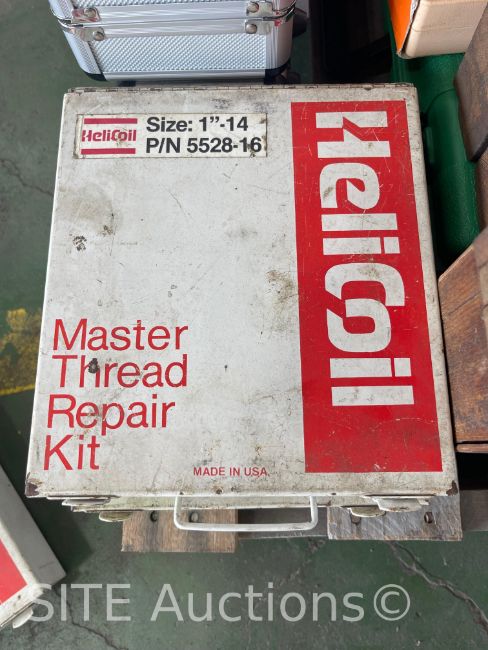 HeliCoil
Size: 1"-14
P/N 5528-16
HeliCoil
Master
Thread
Repair
Kit
MADE IN USA.
SITE Auctions©